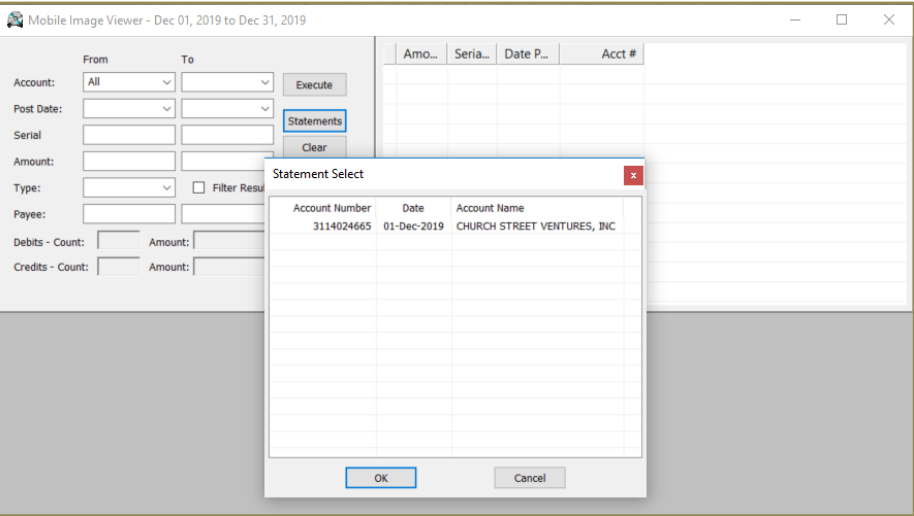 Mobile Image Viewer - Dec 01, 2019 to Dec 31, 2019
From To
Account: All Execute
Post Date: Statements
Serial Clear
Amount:
Type: Filter Resu
Payee:
Debits - Count: Amount:
Credits - Count: Amount:
Amo... Seria... Date P... Acct #
Statement Select
x
Account Number Date Account Name
3114024665 01-Dec-2019 CHURCH STREET VENTURES, INC
OK Cancel